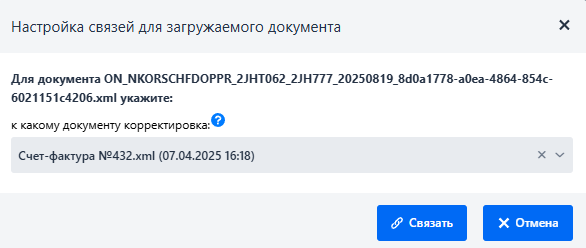 Настройка связей для загружаемого документа
Для документа ON_NKORSCHFDOPPR_2JHT062_2JH777_20250819_8d0a1778-a0ea-4864-854c-
6021151c4206.xml укажите:
к какому документу корректировка:
Счет-фактура №432.xml (07.04.2025 16:18)
Связать
Отмена